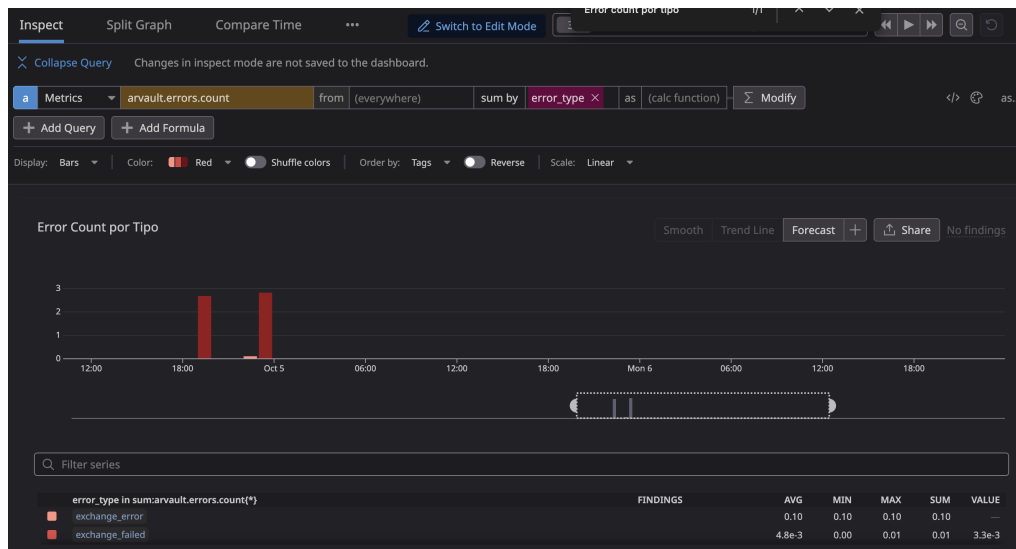 Inspect Split Graph Compare Time ••• Switch to Edit Mode Error count por tipo 1/1
Collapse Query Changes in inspect mode are not saved to the dashboard.
a Metrics arvault.errors.count from (everywhere) sum by error_type × as (calc function) Σ Modify </> as.
+ Add Query + Add Formula
Display: Bars Color: Red Shuffle colors Order by: Tags Reverse Scale: Linear
Error Count por Tipo Smooth Trend Line Forecast + Share No findings
3
2
1
0
12:00 18:00 Oct 5 06:00 12:00 18:00 Mon 6 06:00 12:00 18:00
Filter series
error_type in sum:arvault.errors.count{*} FINDINGS AVG MIN MAX SUM VALUE
exchange_error 0.10 0.10 0.10 0.10 —
exchange_failed 4.8e-3 0.00 0.01 0.01 3.3e-3